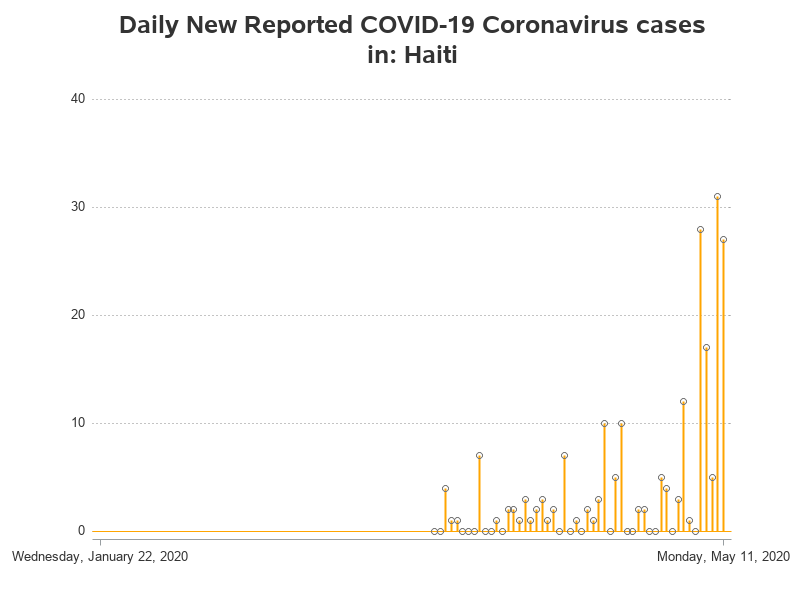 Daily New Reported COVID-19 Coronavirus cases
in: Haiti
40
30
20
10
0
Wednesday, January 22, 2020 Monday, May 11, 2020